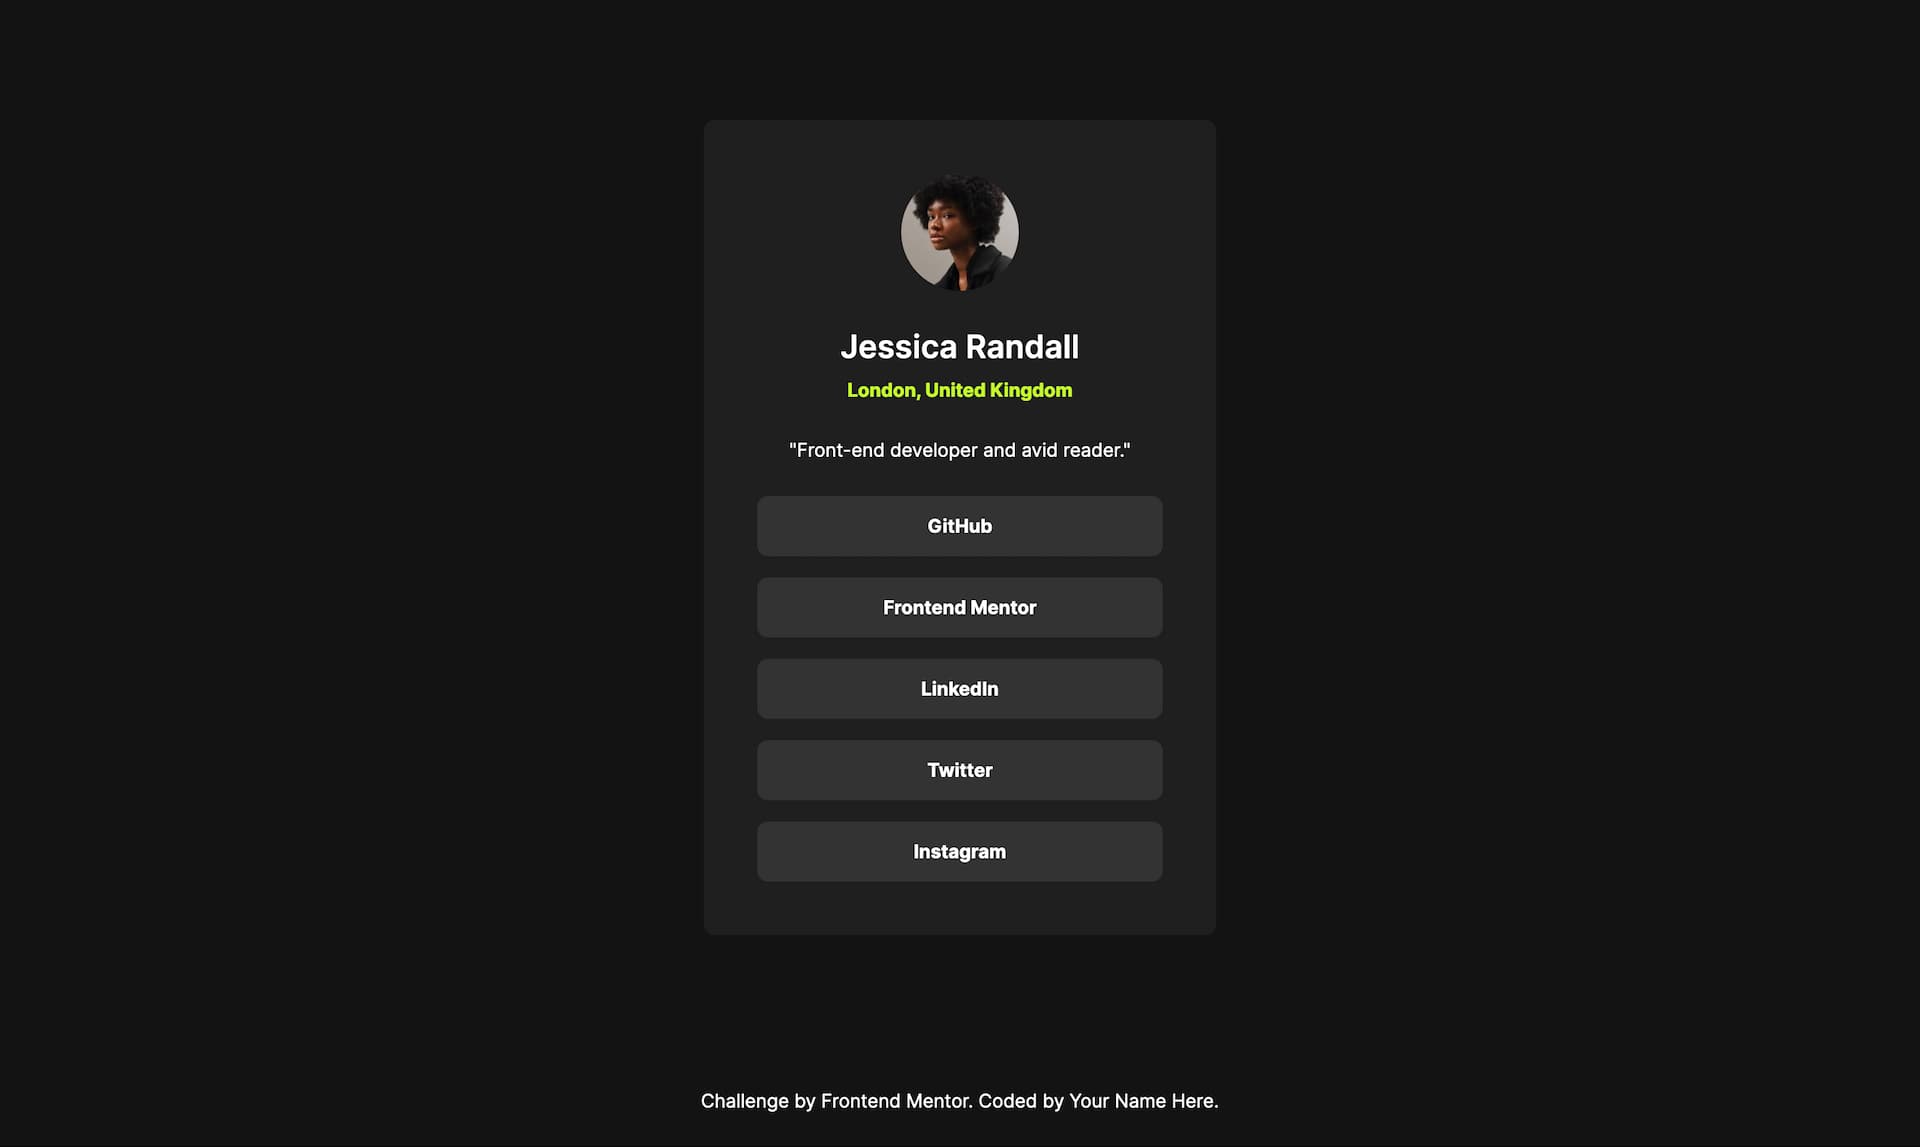 Jessica Randall
London, United Kingdom
"Front-end developer and avid reader."
GitHub
Frontend Mentor
LinkedIn
Twitter
Instagram
Challenge by Frontend Mentor. Coded by Your Name Here.